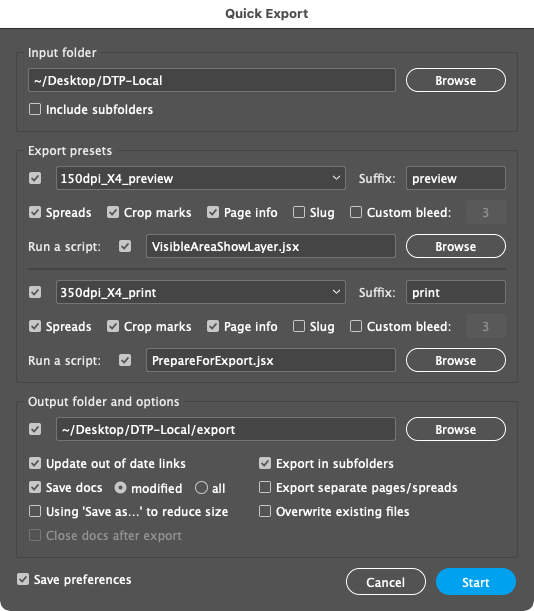 Quick Export
Input folder
~/Desktop/DTP-Local Browse
Include subfolders
Export presets
150dpi_X4_preview Suffix: preview
Spreads Crop marks Page info Slug Custom bleed: 3
Run a script: VisibleAreaShowLayer.jsx Browse
350dpi_X4_print Suffix: print
Spreads Crop marks Page info Slug Custom bleed: 3
Run a script: PrepareForExport.jsx Browse
Output folder and options
~/Desktop/DTP-Local/export Browse
Update out of date links Export in subfolders
Save docs modified all Export separate pages/spreads
Using 'Save as...' to reduce size Overwrite existing files
Close docs after export
Save preferences Cancel Start